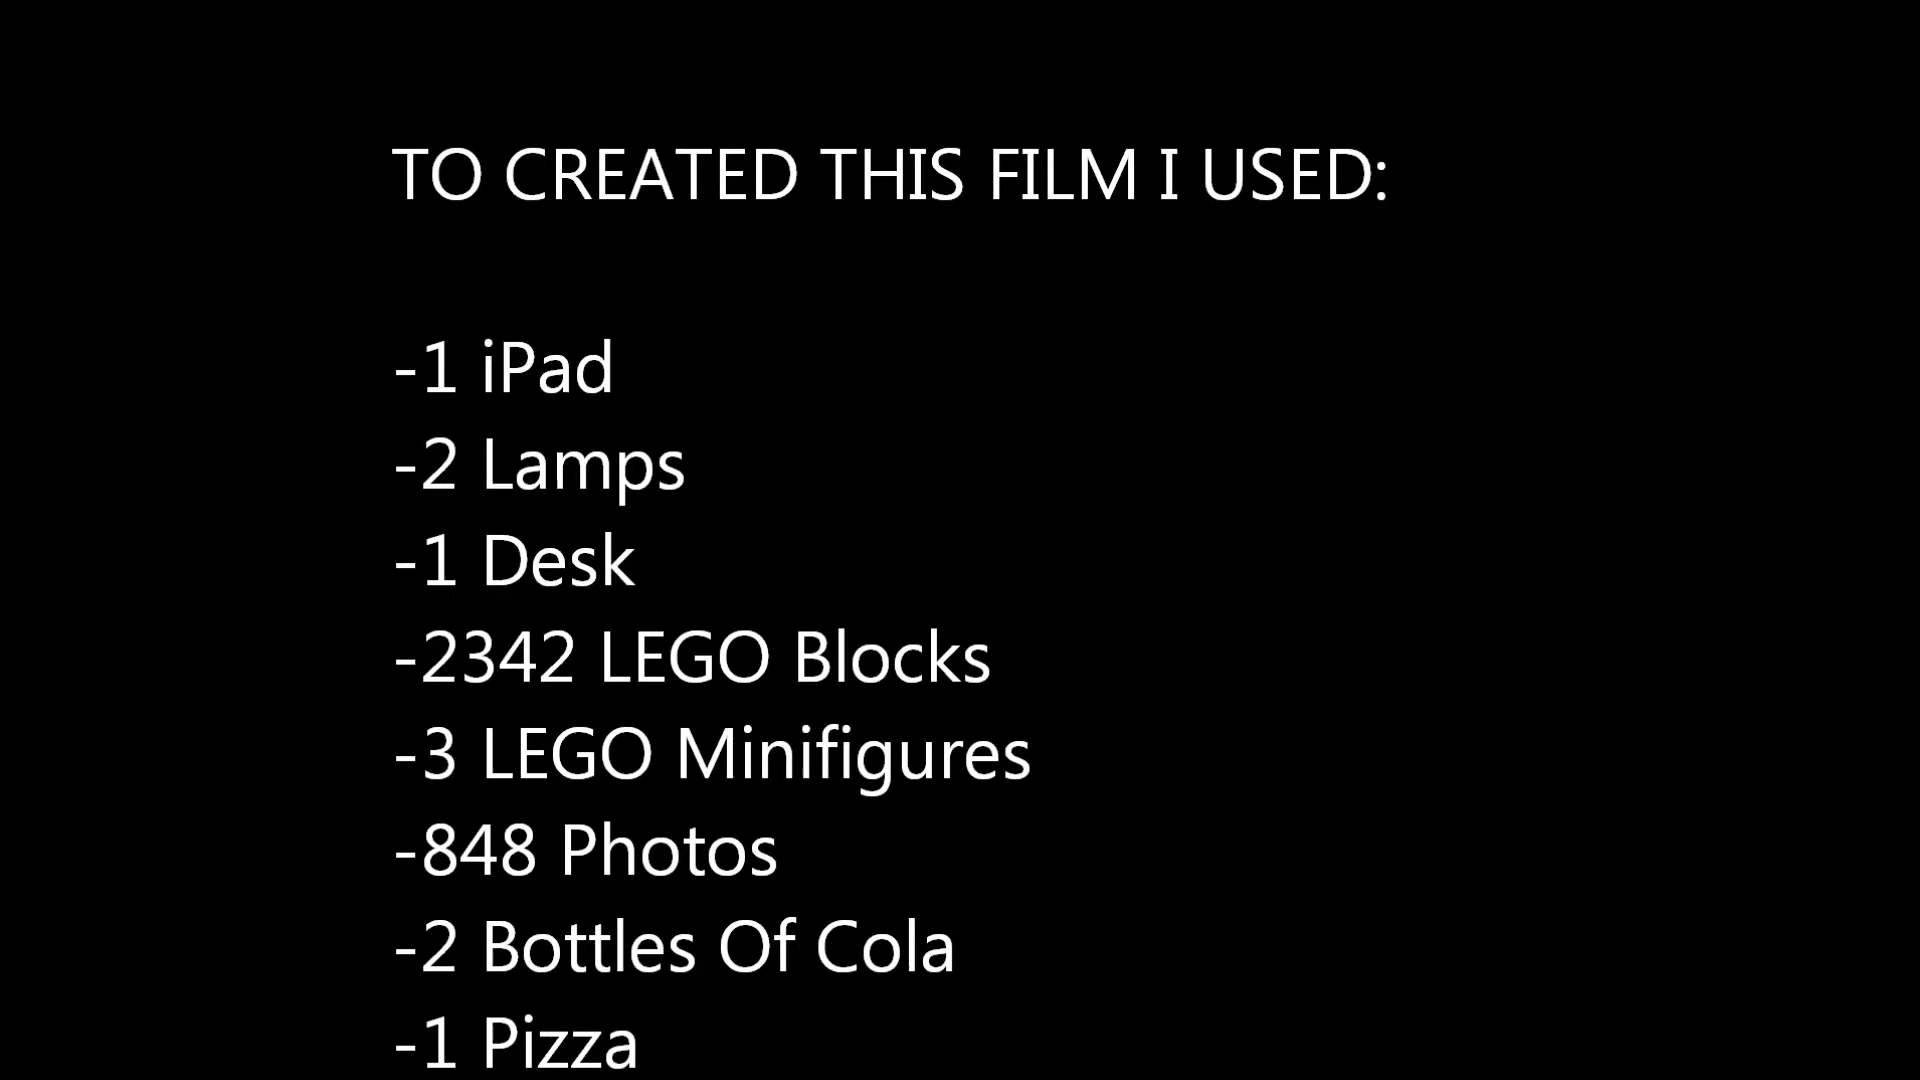 TO CREATED THIS FILM I USED:
-1 iPad
-2 Lamps
-1 Desk
-2342 LEGO Blocks
-3 LEGO Minifigures
-848 Photos
-2 Bottles Of Cola
-1 Pizza